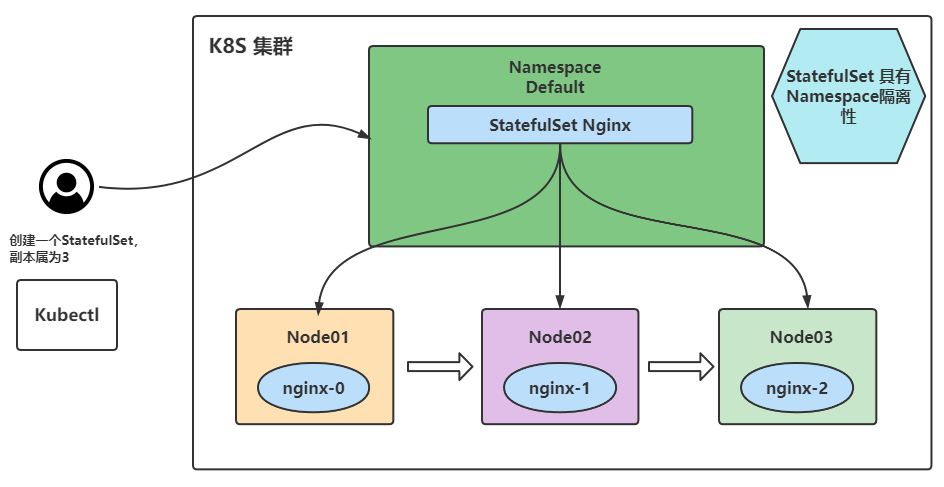 K8S 集群
Namespace
Default
StatefulSet Nginx
StatefulSet 具有
Namespace隔离
性
创建一个StatefulSet，
副本属为3
Kubectl
Node01
nginx-0
Node02
nginx-1
Node03
nginx-2